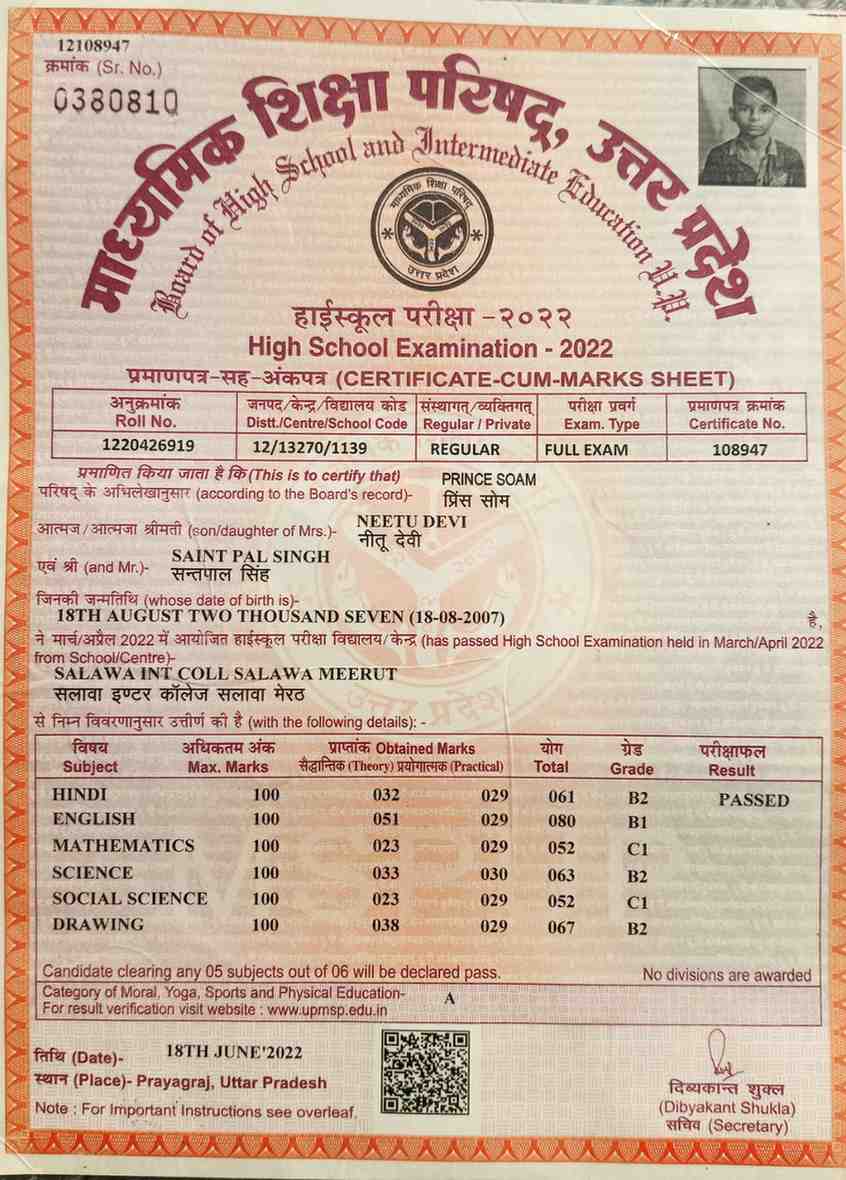 12108947
क्रमांक (Sr. No.)
0380810
माध्यमिक शिक्षा परिषद्, उत्तर प्रदेश
Board of High School and Intermediate Education U.P.
माध्यमिक शिक्षा परिषद्
उत्तर प्रदेश
हाईस्कूल परीक्षा -२०२२
High School Examination - 2022
प्रमाणपत्र-सह-अंकपत्र (CERTIFICATE-CUM-MARKS SHEET)
अनुक्रमांक जनपद/केन्द्र/विद्यालय कोड संस्थागत/व्यक्तिगत् परीक्षा प्रवर्ग प्रमाणपत्र क्रमांक
Roll No. Distt./Centre/School Code Regular / Private Exam. Type Certificate No.
1220426919 12/13270/1139 REGULAR FULL EXAM 108947
प्रमाणित किया जाता है कि (This is to certify that) PRINCE SOAM
परिषद् के अभिलेखानुसार (according to the Board's record)- प्रिंस सोम
आत्मज/आत्मजा श्रीमती (son/daughter of Mrs.)- NEETU DEVI
नीतू देवी
एवं श्री (and Mr.)- SAINT PAL SINGH
सन्तपाल सिंह
जिनकी जन्मतिथि (whose date of birth is)-
18TH AUGUST TWO THOUSAND SEVEN (18-08-2007) है,
ने मार्च/अप्रैल 2022 में आयोजित हाईस्कूल परीक्षा विद्यालय/केन्द्र (has passed High School Examination held in March/April 2022
from School/Centre)-
SALAWA INT COLL SALAWA MEERUT
सलावा इण्टर कॉलेज सलावा मेरठ
से निम्न विवरणानुसार उत्तीर्ण की है (with the following details): -
विषय अधिकतम अंक प्राप्तांक Obtained Marks योग ग्रेड परीक्षाफल
Subject Max. Marks सैद्धान्तिक (Theory) प्रयोगात्मक (Practical) Total Grade Result
HINDI 100 032 029 061 B2 PASSED
ENGLISH 100 051 029 080 B1
MATHEMATICS 100 023 029 052 C1
SCIENCE 100 033 030 063 B2
SOCIAL SCIENCE 100 023 029 052 C1
DRAWING 100 038 029 067 B2
Candidate clearing any 05 subjects out of 06 will be declared pass. No divisions are awarded
Category of Moral, Yoga, Sports and Physical Education- A
For result verification visit website : www.upmsp.edu.in
तिथि (Date)- 18TH JUNE'2022
स्थान (Place)- Prayagraj, Uttar Pradesh
Note : For Important Instructions see overleaf.
दिब्यकान्त शुक्ल
(Dibyakant Shukla)
सचिव (Secretary)